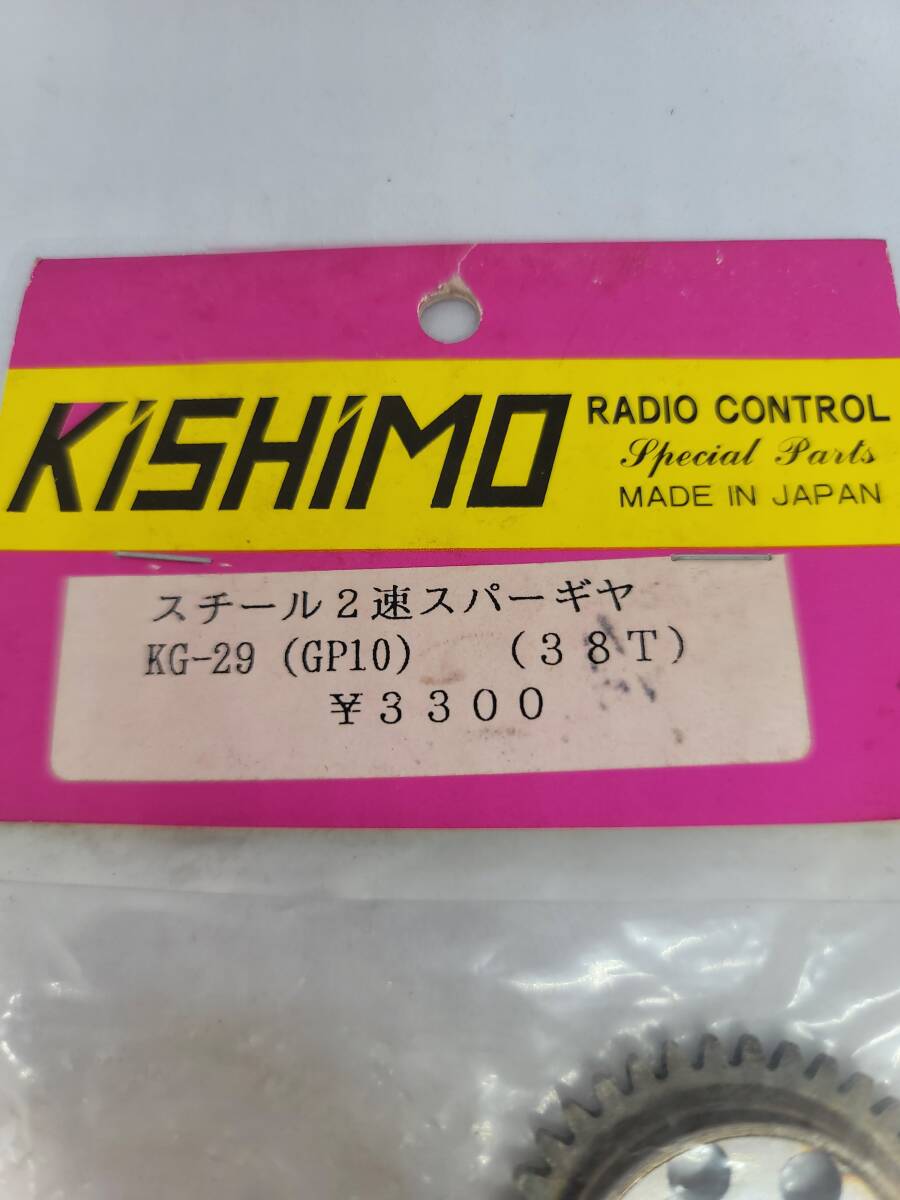 KiSHiMO
RADIO CONTROL
Special Parts
MADE IN JAPAN
スチール２速スパーギヤ
KG-29 (GP10) （３８Ｔ）
￥３３００